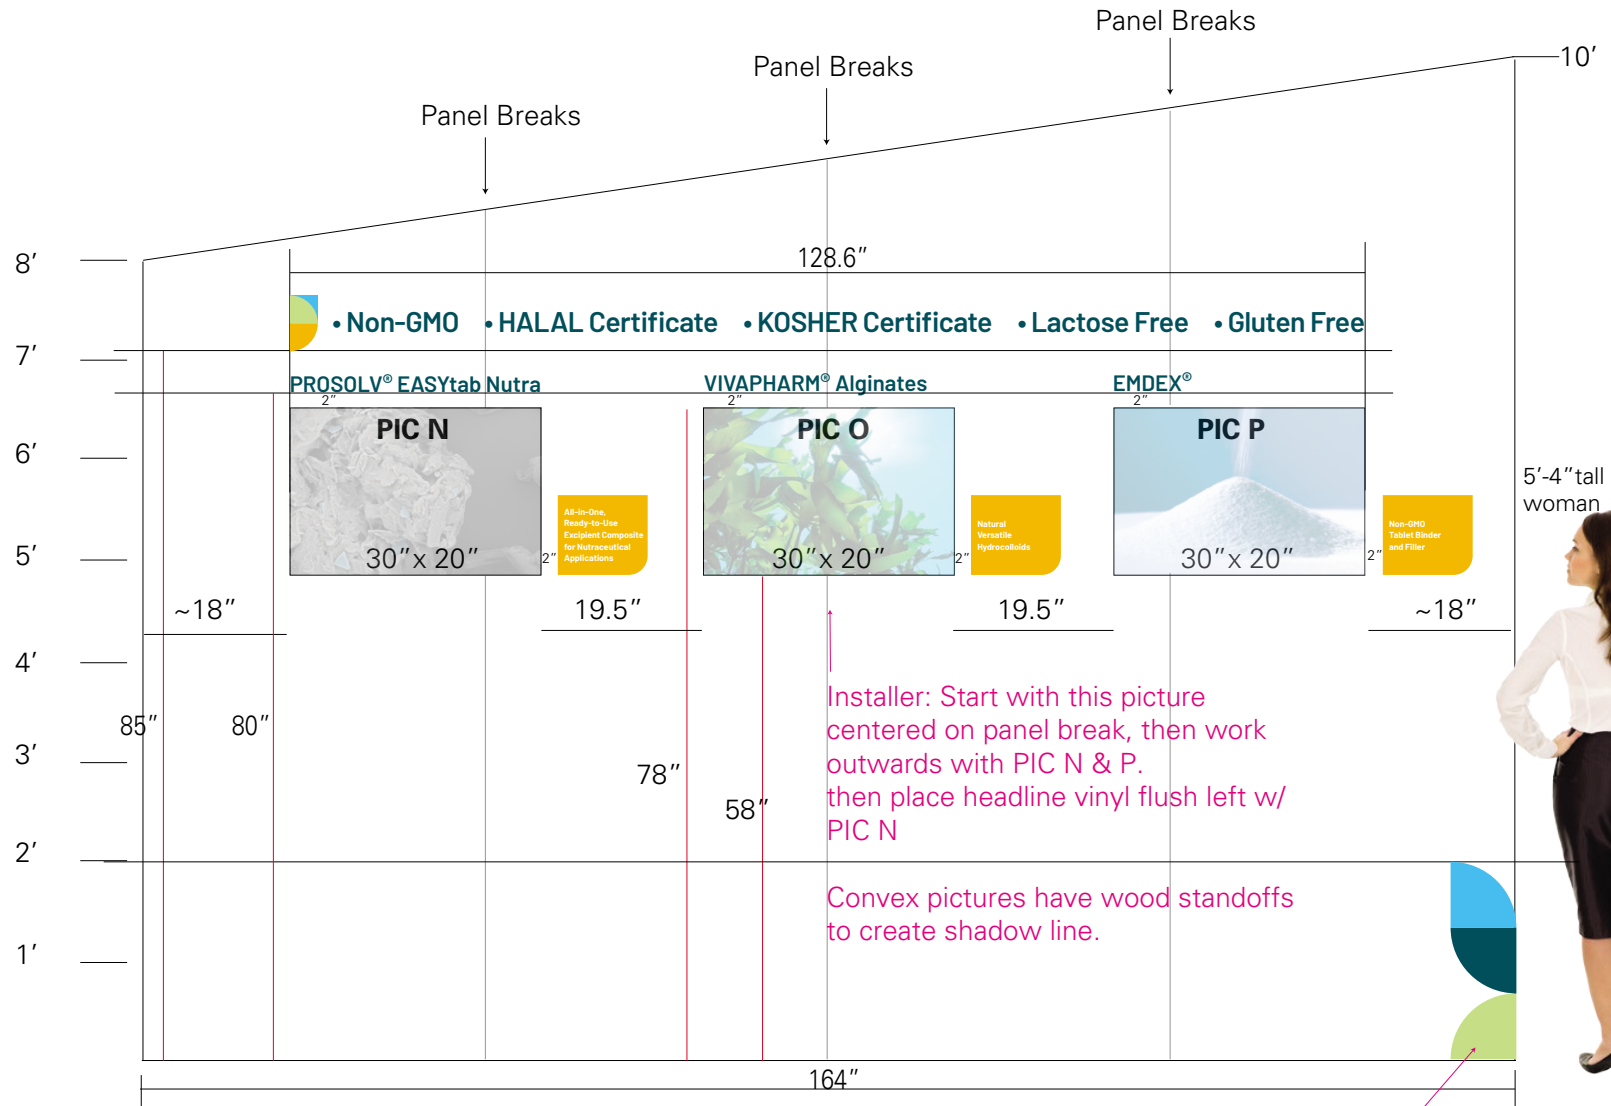 Panel Breaks
10’
Panel Breaks
Panel Breaks
8’
128.6”
• Non-GMO • HALAL Certificate • KOSHER Certificate • Lactose Free • Gluten Free
7’
PROSOLV® EASYtab Nutra
VIVAPHARM® Alginates
EMDEX®
2”
2”
2”
PIC N
PIC O
PIC P
6’
5’-4” tall
woman
All-in-One,
Ready-to-Use
Excipient Composite
for Nutraceutical
Applications
Natural
Versatile
Hydrocolloids
Non-GMO
Tablet Binder
and Filler
5’
30”x 20”
2”
30”x 20”
2”
30”x 20”
2”
~18”
19.5”
19.5”
~18”
4’
Installer: Start with this picture
centered on panel break, then work
outwards with PIC N & P.
then place headline vinyl flush left w/
PIC N
85”
80”
3’
78”
58”
2’
Convex pictures have wood standoffs
to create shadow line.
1’
164”